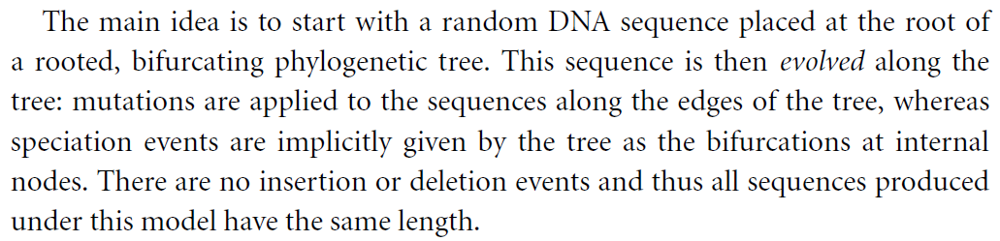 The main idea is to start with a random DNA sequence placed at the root of
a rooted, bifurcating phylogenetic tree. This sequence is then evolved along the
tree: mutations are applied to the sequences along the edges of the tree, whereas
speciation events are implicitly given by the tree as the bifurcations at internal
nodes. There are no insertion or deletion events and thus all sequences produced
under this model have the same length.